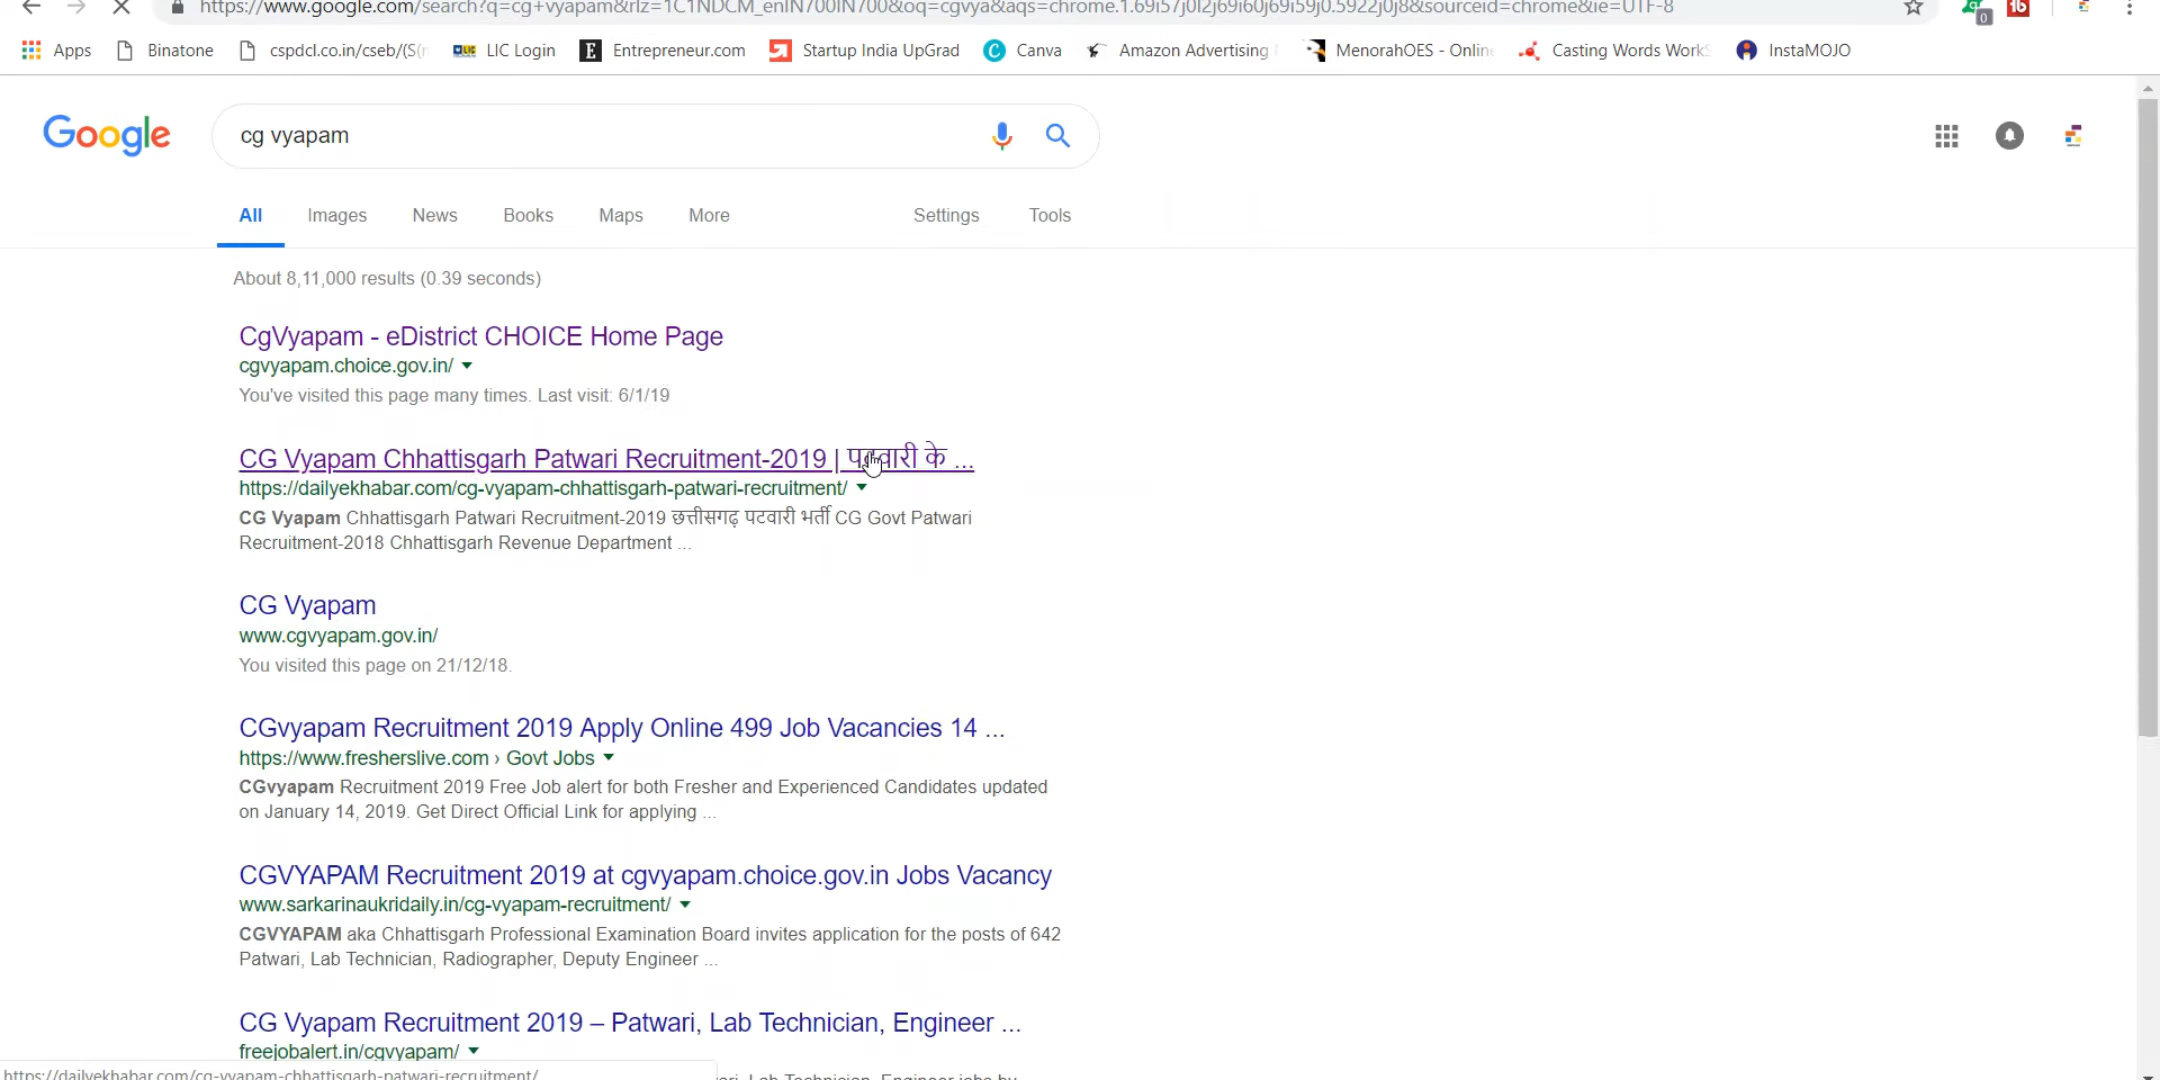 https://www.google.com/search?q=cg+vyapam&rlz=1C1NDCM_enIN700IN700&oq=cgvya&aqs=chrome.1.69i57j0l2j69i60j69i59j0.5922j0j8&sourceid=chrome&ie=UTF-8
0 16
Apps Binatone cspdcl.co.in/cseb/(S( LIC LIC Login E Entrepreneur.com Startup India UpGrad C Canva Amazon Advertising MenorahOES - Onlin Casting Words Work InstaMOJO
Google cg vyapam
All Images News Books Maps More Settings Tools
About 8,11,000 results (0.39 seconds)
CgVyapam - eDistrict CHOICE Home Page
cgvyapam.choice.gov.in/
You've visited this page many times. Last visit: 6/1/19
CG Vyapam Chhattisgarh Patwari Recruitment-2019 | पटवारी के ...
https://dailyekhabar.com/cg-vyapam-chhattisgarh-patwari-recruitment/
CG Vyapam Chhattisgarh Patwari Recruitment-2019 छत्तीसगढ़ पटवारी भर्ती CG Govt Patwari
Recruitment-2018 Chhattisgarh Revenue Department ...
CG Vyapam
www.cgvyapam.gov.in/
You visited this page on 21/12/18.
CGvyapam Recruitment 2019 Apply Online 499 Job Vacancies 14 ...
https://www.fresherslive.com › Govt Jobs
CGvyapam Recruitment 2019 Free Job alert for both Fresher and Experienced Candidates updated
on January 14, 2019. Get Direct Official Link for applying ...
CGVYAPAM Recruitment 2019 at cgvyapam.choice.gov.in Jobs Vacancy
www.sarkarinaukridaily.in/cg-vyapam-recruitment/
CGVYAPAM aka Chhattisgarh Professional Examination Board invites application for the posts of 642
Patwari, Lab Technician, Radiographer, Deputy Engineer ...
CG Vyapam Recruitment 2019 – Patwari, Lab Technician, Engineer ...
freejobalert.in/cgvyapam/
https://dailyekhabar.com/cg-vyapam-chhattisgarh-patwari-recruitment/
Lab Technician, Engineer jobs by